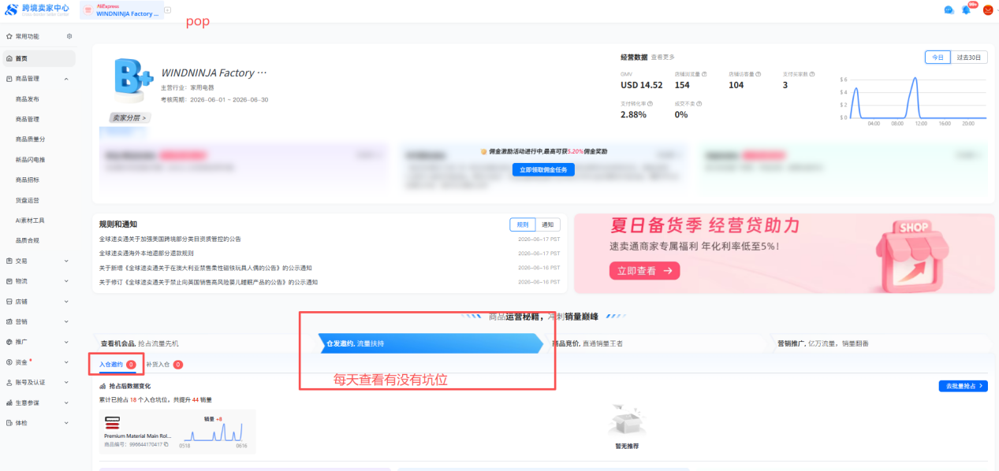 跨境卖家中心
Cross Border Seller Center
AliExpress
WINDNINJA Factory ...
pop
99+
常用功能
首页
商品管理
商品发布
商品管理
商品质量分
新品闪电推
商品招标
货盘运营
AI素材工具
品质合规
交易
物流
店铺
营销
推广
资金
账号及认证
生意参谋
体检
B+
WINDNINJA Factory ···
主营行业：家用电器
考核周期：2026-06-01 ~ 2026-06-30
卖家分层 >
经营数据 查看更多
今日 过去30日
GMV 店铺浏览量 店铺访客量 支付买家数
USD 14.52 154 104 3
支付转化率 成交不卖
2.88% 0%
$ 6
$ 4
$ 2
$ 0
04:00 08:00 12:00 16:00 20:00
佣金激励活动进行中,最高可获5.20%佣金奖励
立即领取佣金任务
规则和通知 规则 通知
全球速卖通关于加强美国跨境部分类目资质管控的公告 2026-06-17 PST
全球速卖通海外本地退部分退款规则 2026-06-17 PST
关于新增《全球速卖通关于在澳大利亚禁售柔性磁铁玩具人偶的公告》的公示通知 2026-06-16 PST
关于修订《全球速卖通关于禁止向英国销售高风险婴儿睡眠产品的公告》的公示通知 2026-06-16 PST
夏日备货季 经营贷助力
速卖通商家专属福利 年化利率低至5%!
立即查看 →
SHOP
商品运营秘籍，冲刺销量巅峰
查看机会品, 抢占流量先机
仓发邀约, 流量扶持
商品竞价, 直通销量王者
营销推广, 亿万流量，销量翻番
入仓邀约 0 补货入仓 0
每天查看有没有坑位
抢占后数据变化
去批量抢占 >
累计已抢占 18 个入仓坑位，共提升 44 销量
销量 +8
Premium Material Main Rol...
商品编号：996644170417
0518 0616
暂无推荐